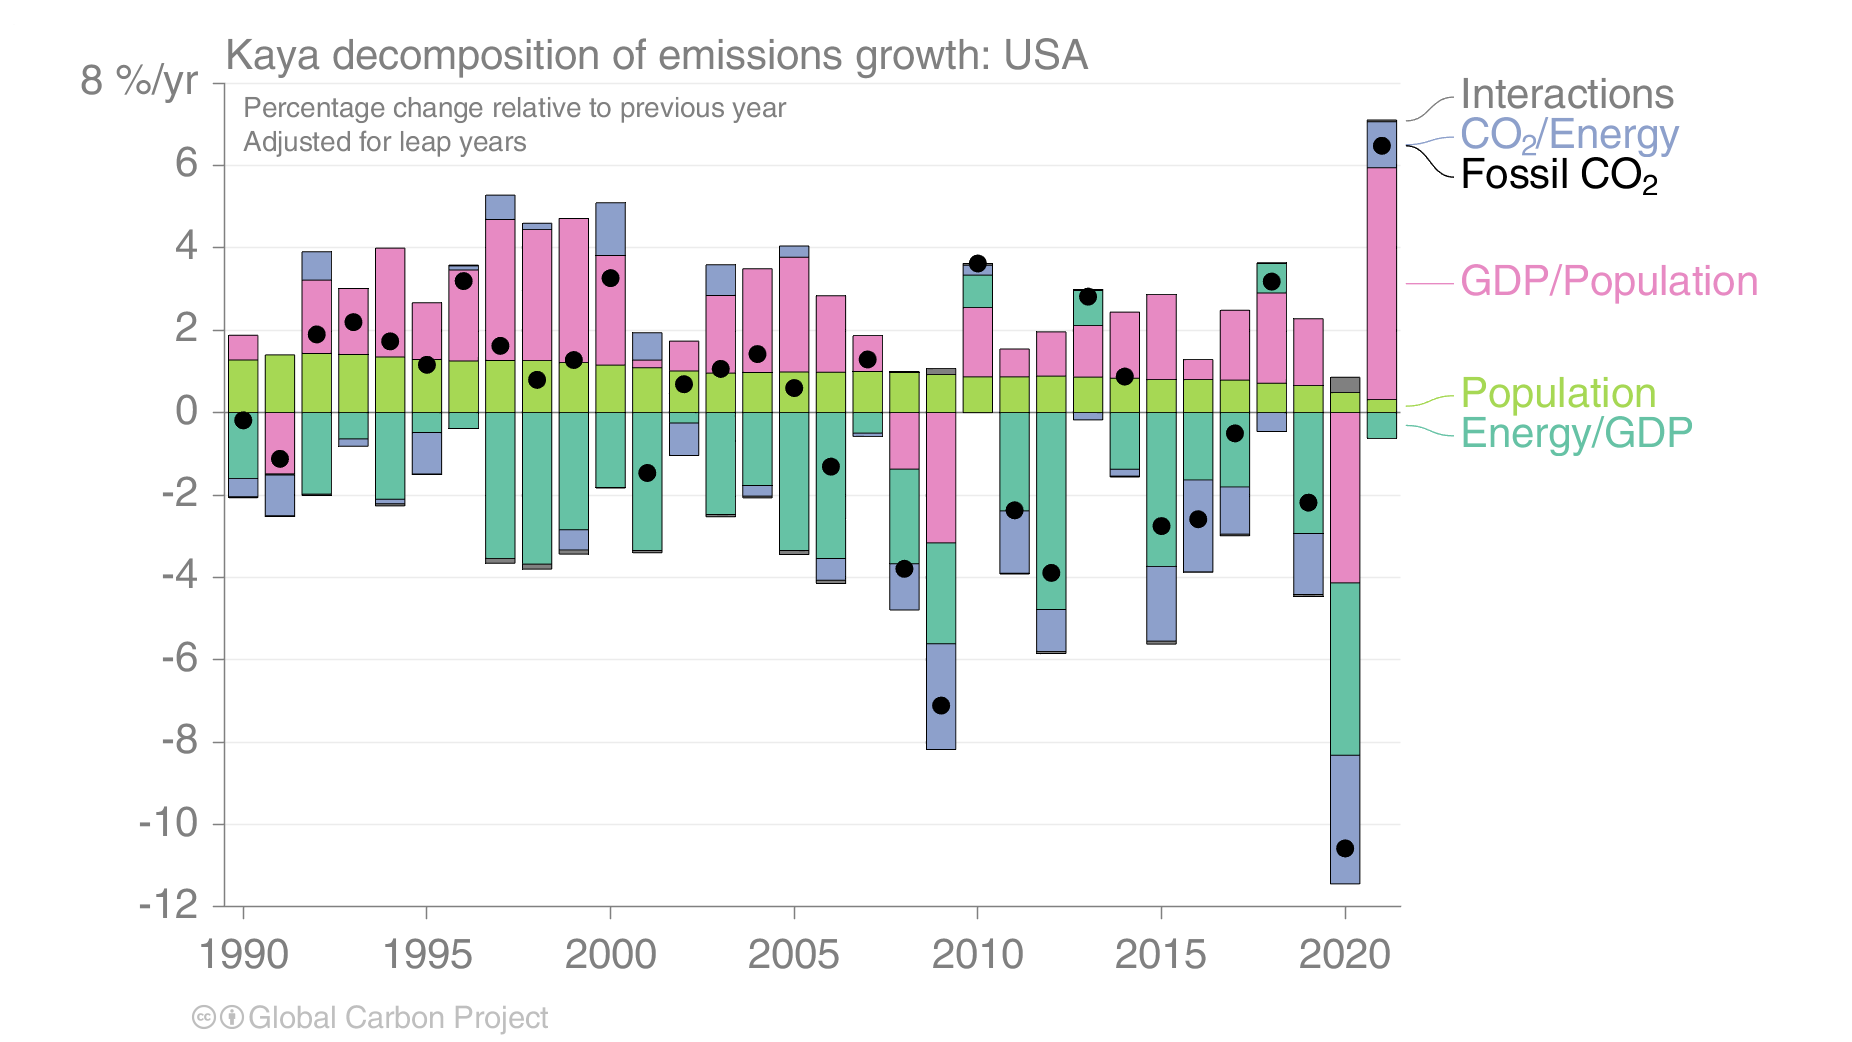 Kaya decomposition of emissions growth: USA
8 %/yr
Percentage change relative to previous year
Adjusted for leap years
6
4
2
0
-2
-4
-6
-8
-10
-12
1990 1995 2000 2005 2010 2015 2020
Interactions
CO₂/Energy
Fossil CO₂
GDP/Population
Population
Energy/GDP
cc Global Carbon Project